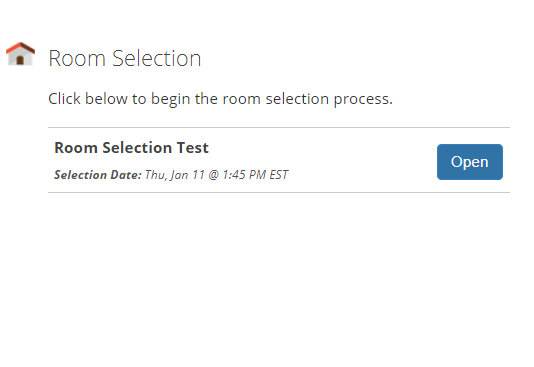 Room Selection
Click below to begin the room selection process.
Room Selection Test
Selection Date: Thu, Jan 11 @ 1:45 PM EST
Open